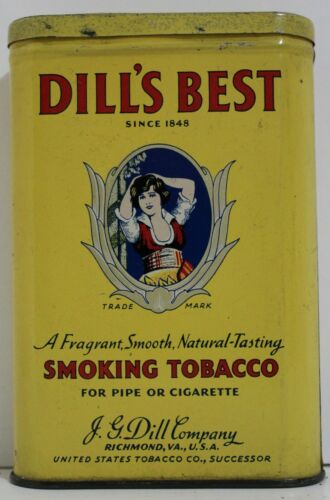 DILL'S BEST
SINCE 1848
TRADE MARK
A Fragrant, Smooth, Natural-Tasting
SMOKING TOBACCO
FOR PIPE OR CIGARETTE
J. G. Dill Company
RICHMOND, VA., U.S.A.
UNITED STATES TOBACCO CO., SUCCESSOR